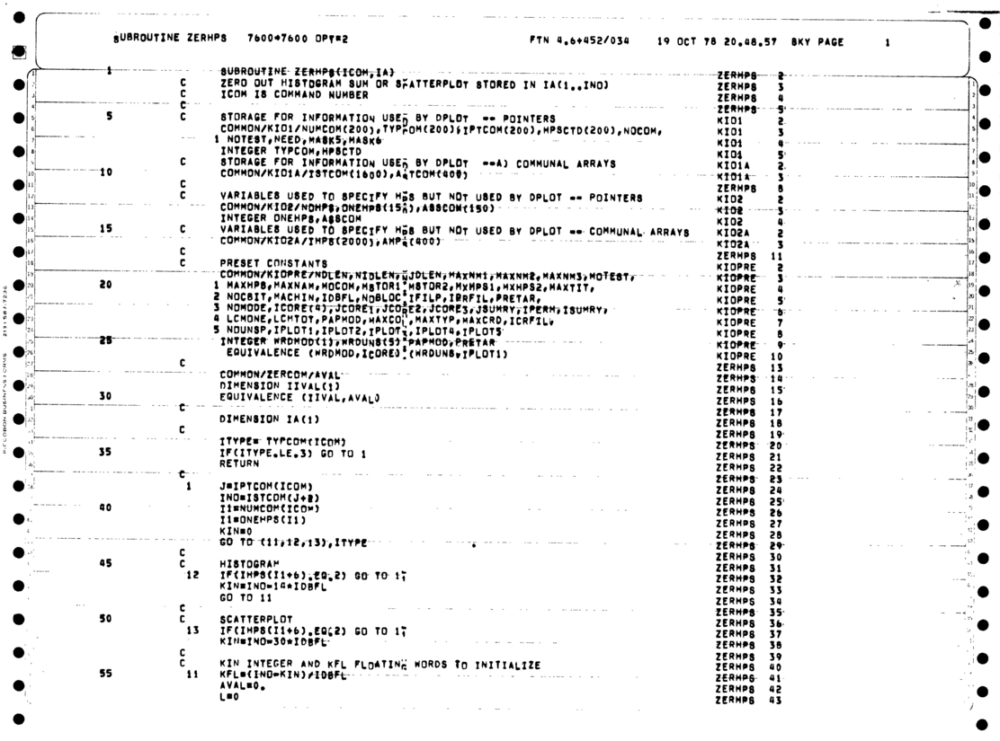 SUBROUTINE ZERHPS 7600*7600 OPT=2 FTN 4.6+452/034 19 OCT 78 20.48.57 BKY PAGE 1
1 SUBROUTINE ZERHPS(ICOM,IA) ZERHPS 2
C ZERO OUT HISTOGRAM SUM OR SCATTERPLOT STORED IN IA(1..INO) ZERHPS 3
C ICOM IS COMMAND NUMBER ZERHPS 4
C ZERHPS 5
5 C STORAGE FOR INFORMATION USED BY DPLOT == POINTERS KIO1 2
COMMON/KIO1/NUMCOM(200),TYPCOM(200),IPTCOM(200),HPSCTD(200),NOCOM, KIO1 3
1 NOTEST,NEED,MASK5,MASK6 KIO1 4
INTEGER TYPCOM,HPSCTD KIO1 5
C STORAGE FOR INFORMATION USED BY DPLOT ==A) COMMUNAL ARRAYS KIO1A 2
10 COMMON/KIO1A/ISTCOM(1600),ASTCOM(400) KIO1A 3
C ZERHPS 8
C VARIABLES USED TO SPECIFY HPS BUT NOT USED BY DPLOT == POINTERS KIO2 2
COMMON/KIO2/NOHPS,ONEHPS(150),ASSCOM(150) KIO2 3
INTEGER ONEHPS,ASSCOM KIO2 4
15 C VARIABLES USED TO SPECIFY HPS BUT NOT USED BY DPLOT == COMMUNAL ARRAYS KIO2A 2
COMMON/KIO2A/IHPS(2000),AHPS(400) KIO2A 3
C ZERHPS 11
C PRESET CONSTANTS KIOPRE 2
COMMON/KIOPRE/NDLEN,NIDLEN,NJDLEN,MAXNM1,MAXNM2,MAXNM3,MOTEST, KIOPRE 3
20 1 MAXHPS,MAXNAM,MOCOM,MSTOR1,MSTOR2,MXMPS1,MXHPS2,MAXTIT, KIOPRE 4
2 NOCBIT,MACHIN,IDBFL,NOBLOC,IFILP,IPRFIL,PRETAR, KIOPRE 5
3 NOMODE,ICORE(4),JCORE1,JCORE2,JCORE3,JSUMRY,IPERM,ISUMRY, KIOPRE 6
4 LCMONE,LCMTOT,PAPMOD,MAXCOL,MAXTYP,MAXCRD,ICRFIL, KIOPRE 7
5 NOUNSP,IPLOT1,IPLOT2,IPLOT3,IPLOT4,IPLOT5 KIOPRE 8
25 INTEGER WRDMOD(1),WRDUNS(5),PAPMOD,PRETAR KIOPRE 9
EQUIVALENCE (WRDMOD,ICORE),(WRDUNS,IPLOT1) KIOPRE 10
C ZERHPS 13
COMMON/ZERCOM/AVAL ZERHPS 14
DIMENSION IIVAL(1) ZERHPS 15
30 EQUIVALENCE (IIVAL,AVAL) ZERHPS 16
C ZERHPS 17
DIMENSION IA(1) ZERHPS 18
C ZERHPS 19
ITYPE= TYPCOM(ICOM) ZERHPS 20
35 IF(ITYPE.LE.3) GO TO 1 ZERHPS 21
RETURN ZERHPS 22
C ZERHPS 23
1 J=IPTCOM(ICOM) ZERHPS 24
INO=ISTCOM(J+2) ZERHPS 25
40 I1=NUMCOM(ICOM) ZERHPS 26
I1=ONEHPS(I1) ZERHPS 27
KIN=0 ZERHPS 28
GO TO (11,12,13),ITYPE ZERHPS 29
C ZERHPS 30
45 C HISTOGRAM ZERHPS 31
12 IF(IHPS(I1+6).EQ.2) GO TO 11 ZERHPS 32
KIN=INO=14*IDBFL ZERHPS 33
GO TO 11 ZERHPS 34
C ZERHPS 35
50 C SCATTERPLOT ZERHPS 36
13 IF(IHPS(I1+6).EQ.2) GO TO 11 ZERHPS 37
KIN=INO=30*IDBFL ZERHPS 38
C ZERHPS 39
C KIN INTEGER AND KFL FLOATING WORDS TO INITIALIZE ZERHPS 40
55 11 KFL=(INO=KIN)/IDBFL ZERHPS 41
AVAL=0. ZERHPS 42
L=0 ZERHPS 43